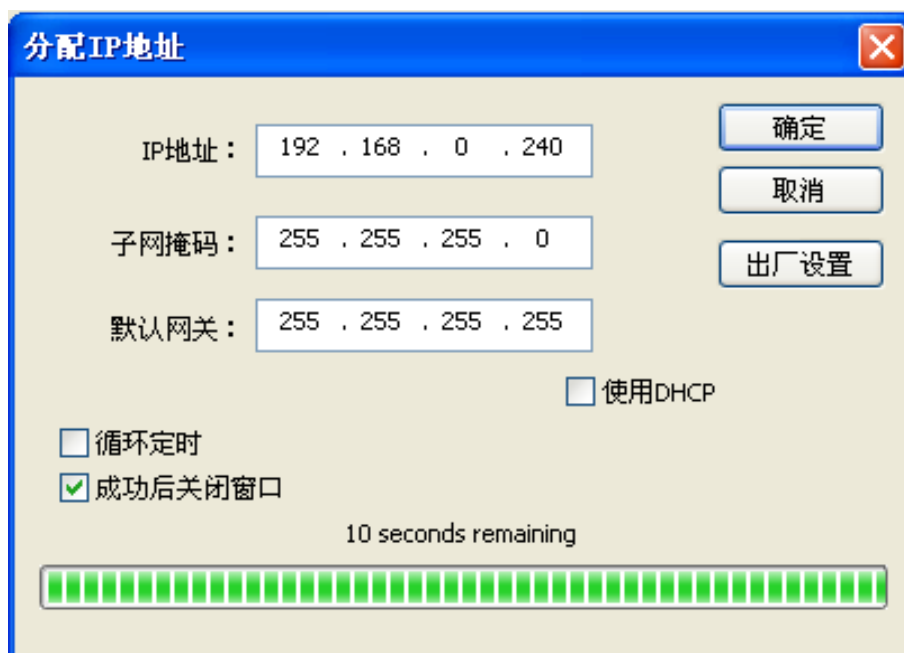 分配IP地址
IP地址： 192 . 168 . 0 . 240
确定
取消
子网掩码： 255 . 255 . 255 . 0
出厂设置
默认网关： 255 . 255 . 255 . 255
使用DHCP
循环定时
成功后关闭窗口
10 seconds remaining